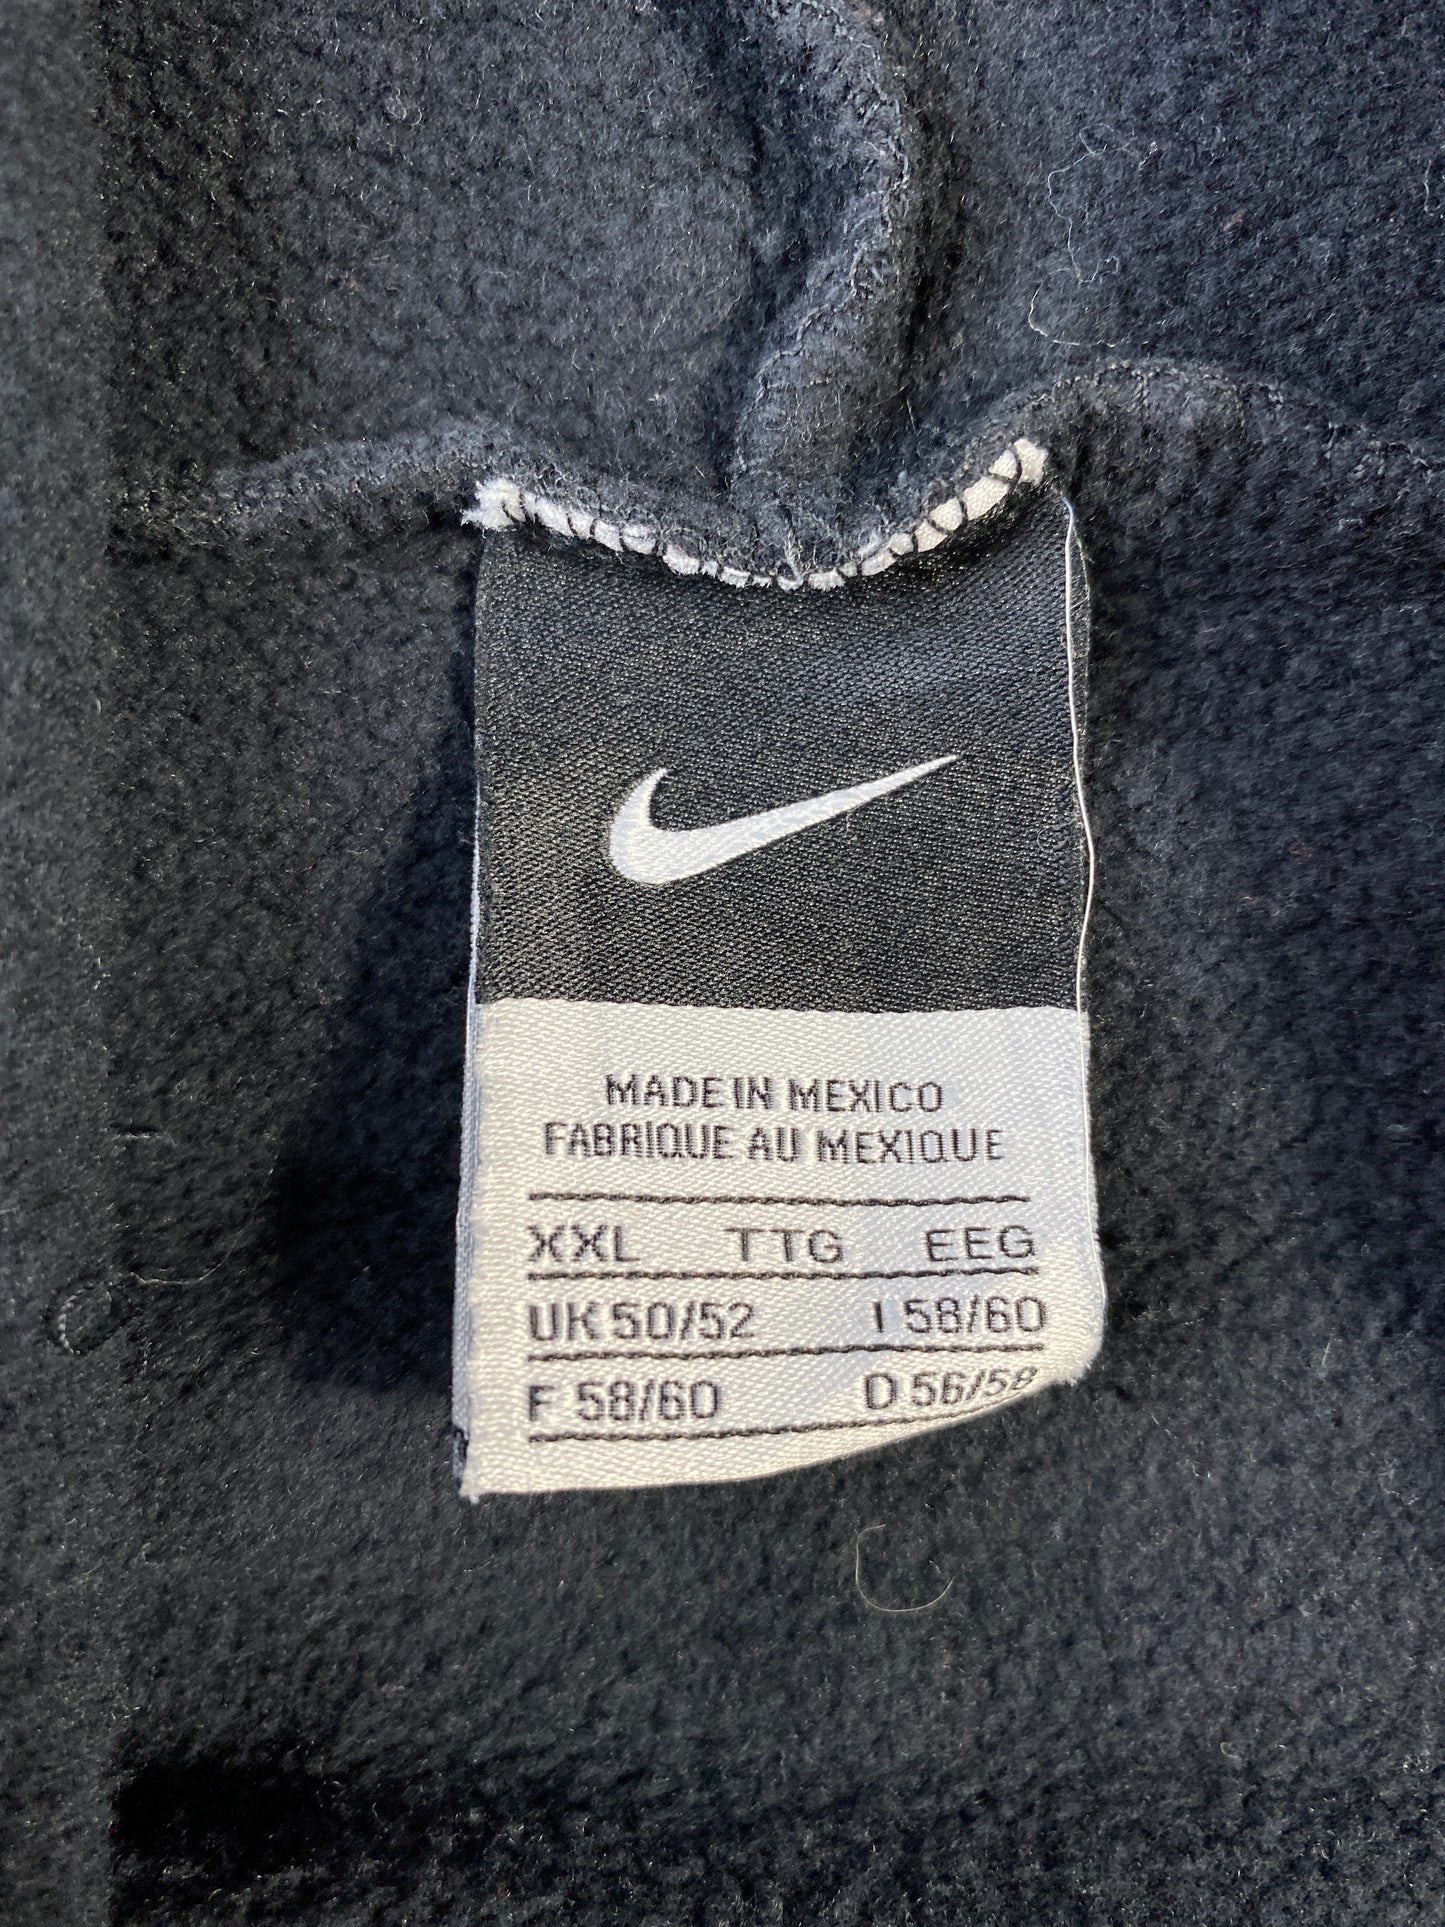 MADE IN MEXICO
FABRIQUE AU MEXIQUE
XXL TTG EEG
UK 50/52 I 58/60
F 58/60 D 56/58